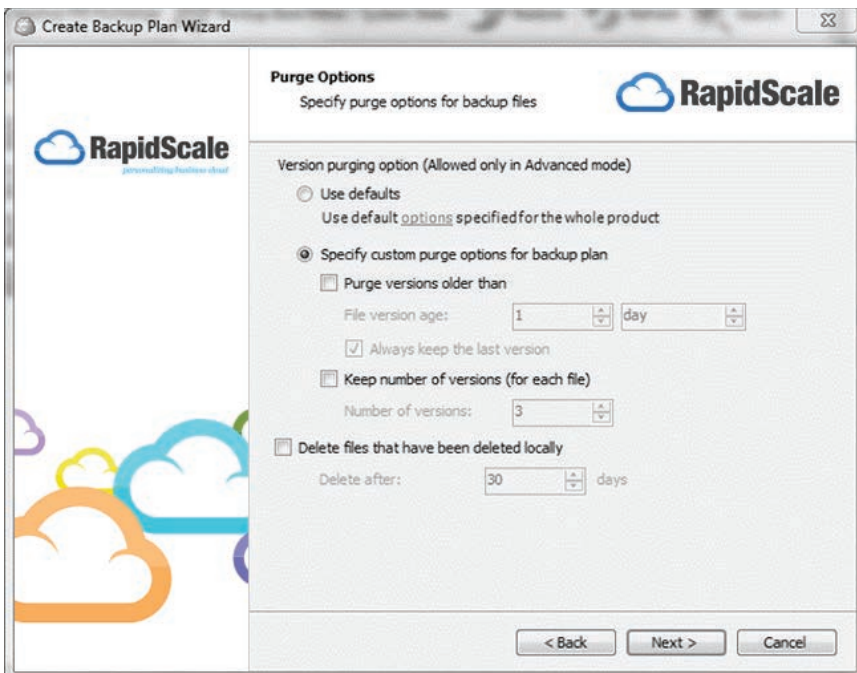 Create Backup Plan Wizard
Purge Options
Specify purge options for backup files
RapidScale
RapidScale
personalizing business cloud
Version purging option (Allowed only in Advanced mode)
Use defaults
Use default options specified for the whole product
Specify custom purge options for backup plan
Purge versions older than
File version age: 1 day
Always keep the last version
Keep number of versions (for each file)
Number of versions: 3
Delete files that have been deleted locally
Delete after: 30 days
< Back Next > Cancel